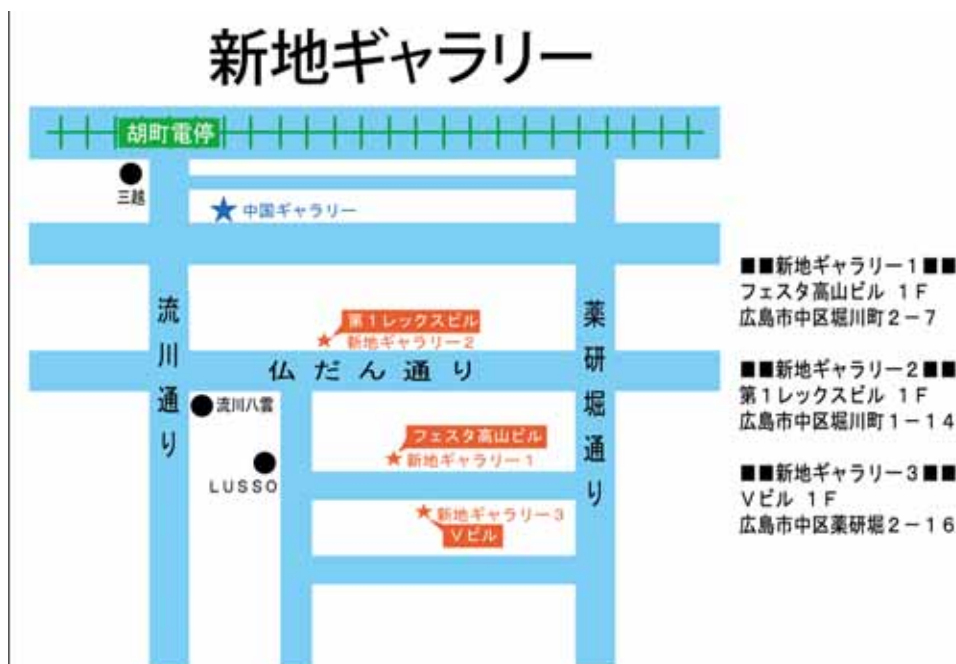 新地ギャラリー
胡町電停
三越
★中国ギャラリー
流川通り
薬研堀通り
第１レックスビル
★新地ギャラリー２
仏だん通り
流川八雲
フェスタ高山ビル
★新地ギャラリー１
ＬＵＳＳＯ
★新地ギャラリー３
Ｖビル
■■新地ギャラリー１■■
フェスタ高山ビル １Ｆ
広島市中区堀川町２－７
■■新地ギャラリー２■■
第１レックスビル １Ｆ
広島市中区堀川町１－１４
■■新地ギャラリー３■■
Ｖビル １Ｆ
広島市中区薬研堀２－１６